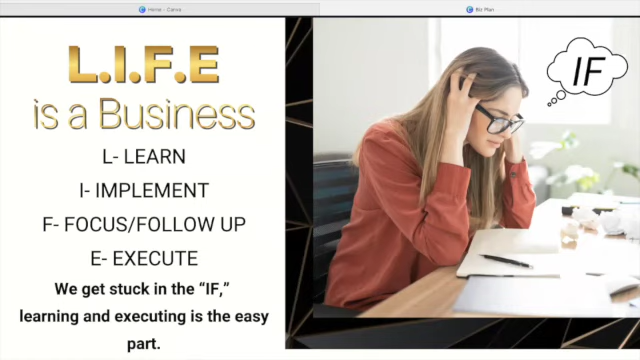 Home - Canva
Biz Plan
L.I.F.E
is a Business
L- LEARN
I- IMPLEMENT
F- FOCUS/FOLLOW UP
E- EXECUTE
We get stuck in the “IF,”
learning and executing is the easy
part.
IF